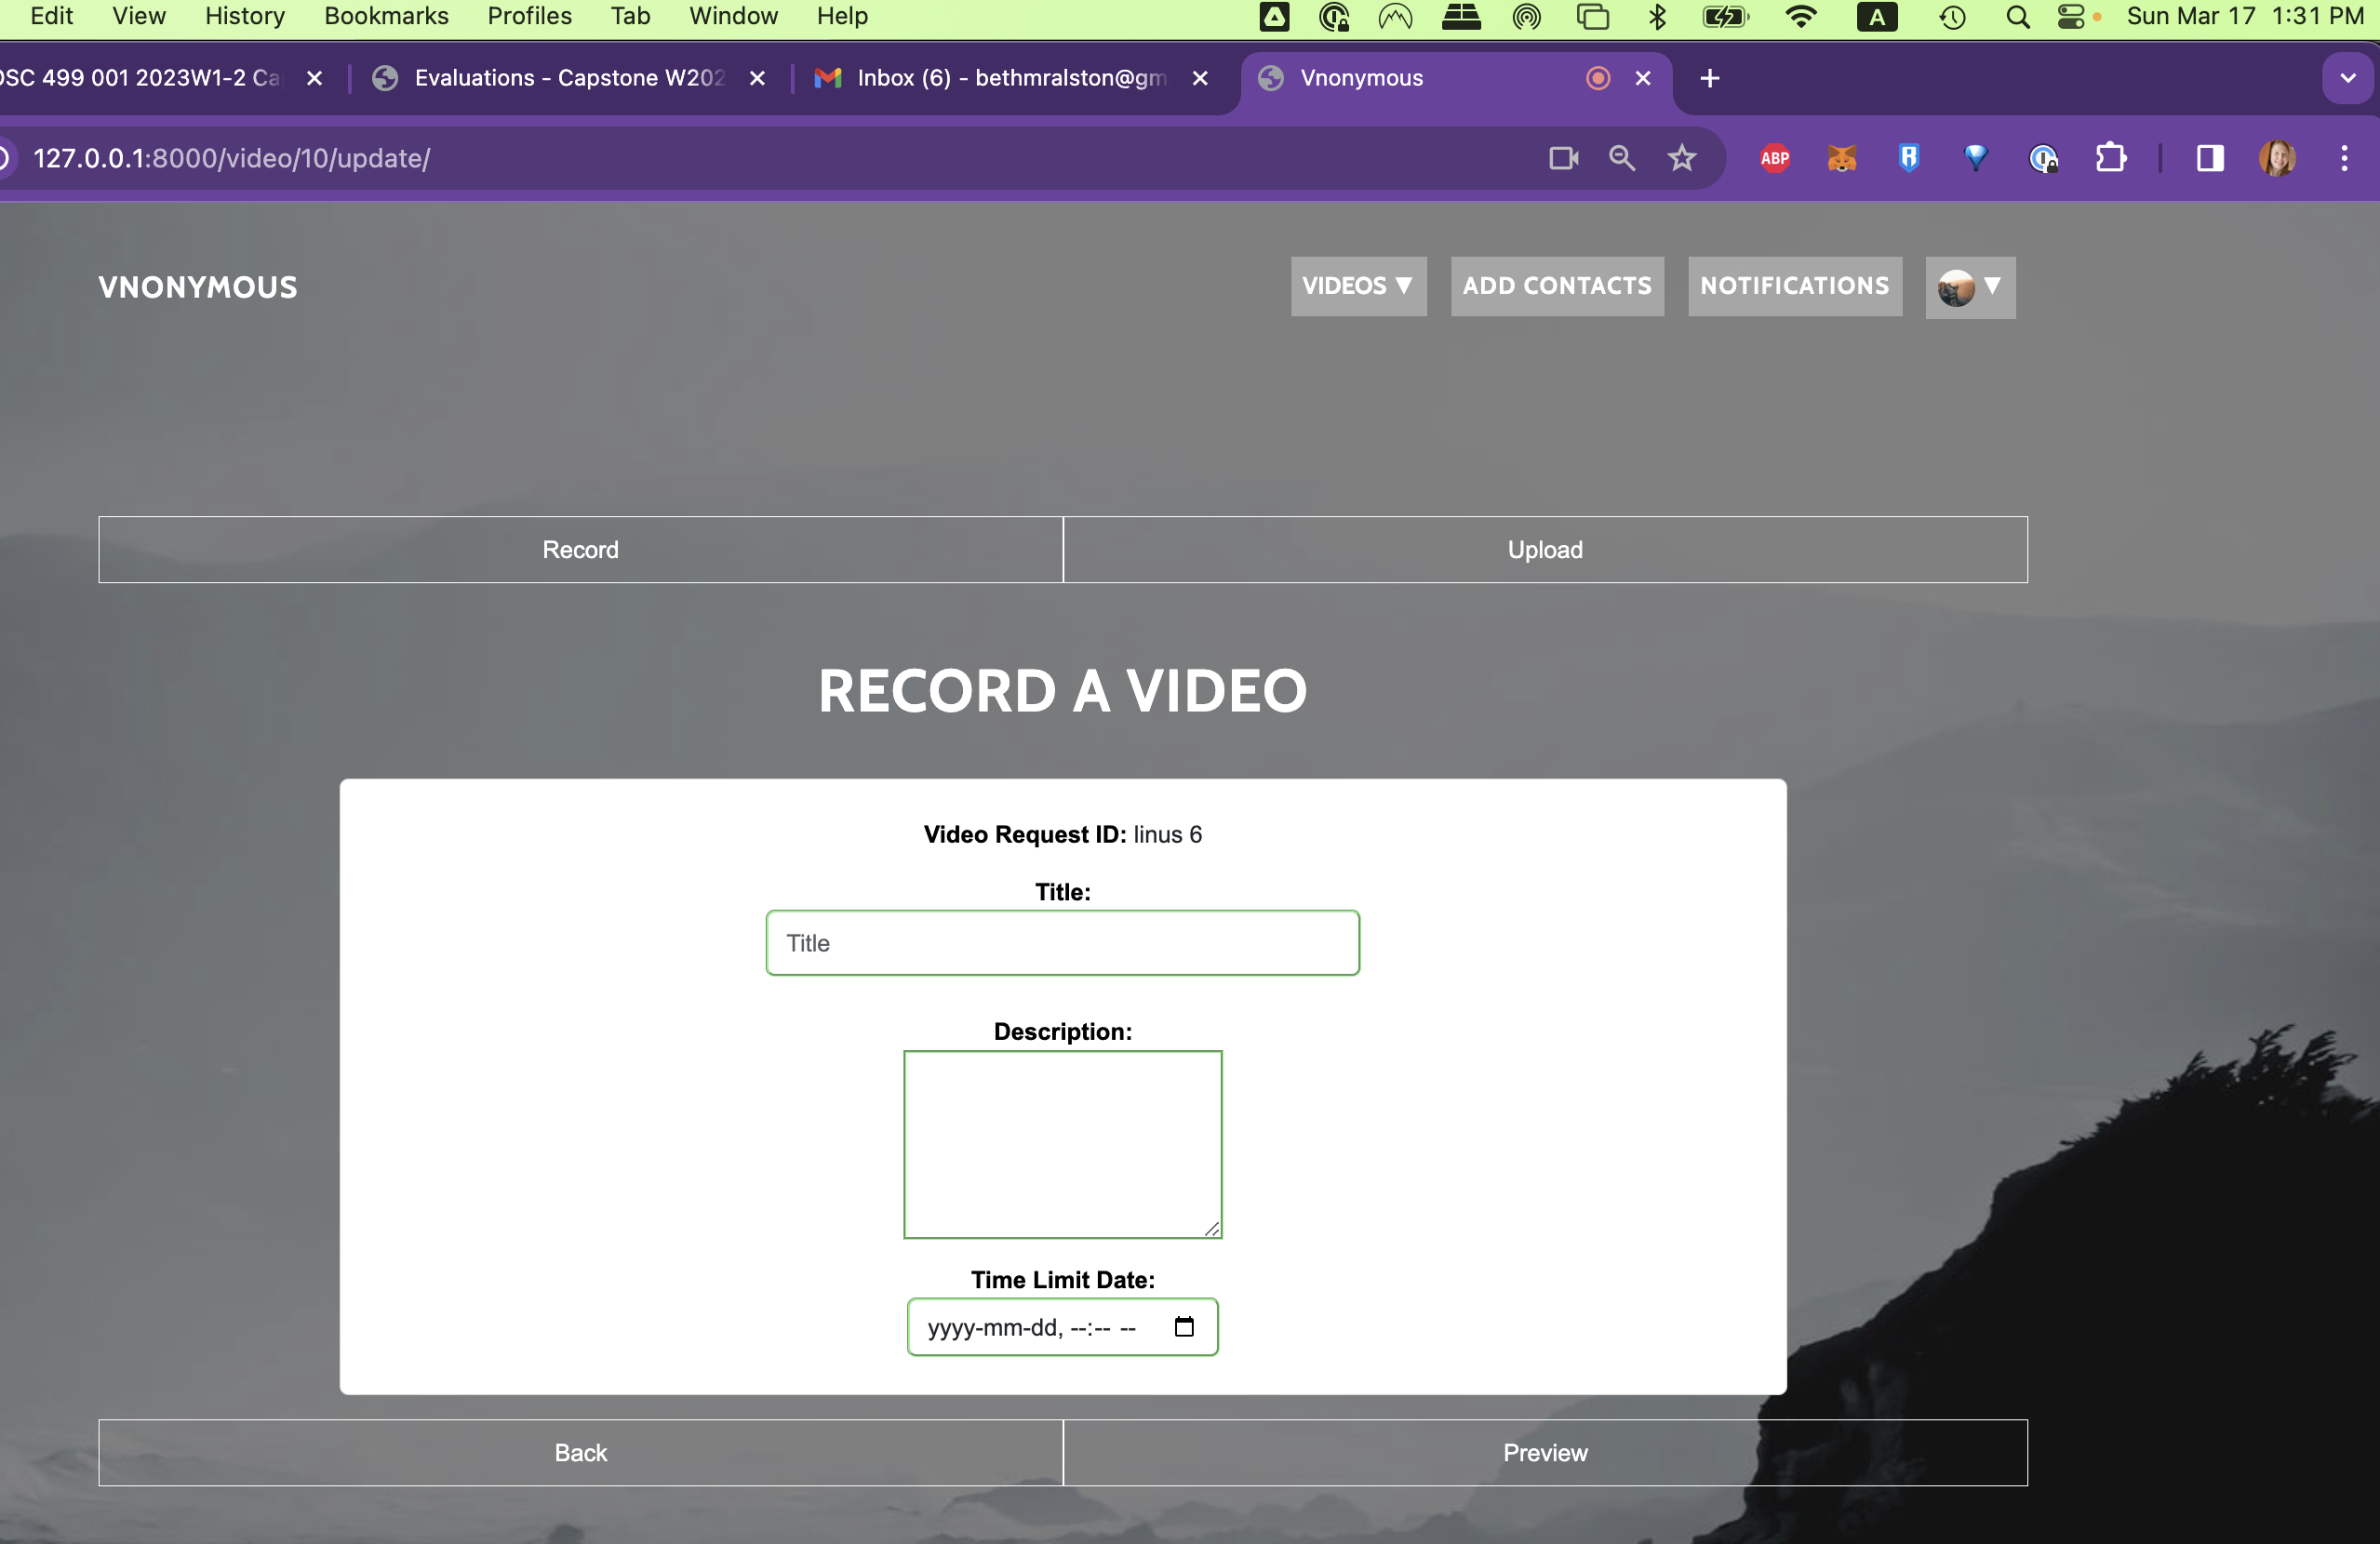 Edit View History Bookmarks Profiles Tab Window Help A Sun Mar 17 1:31 PM
OSC 499 001 2023W1-2 Ca Evaluations - Capstone W202 Inbox (6) - bethmralston@gm Vnonymous
127.0.0.1:8000/video/10/update/ ABP
VNONYMOUS VIDEOS ▼ ADD CONTACTS NOTIFICATIONS ▼
Record Upload
RECORD A VIDEO
Video Request ID: linus 6
Title:
Title
Description:
Time Limit Date:
yyyy-mm-dd, --:-- --
Back Preview